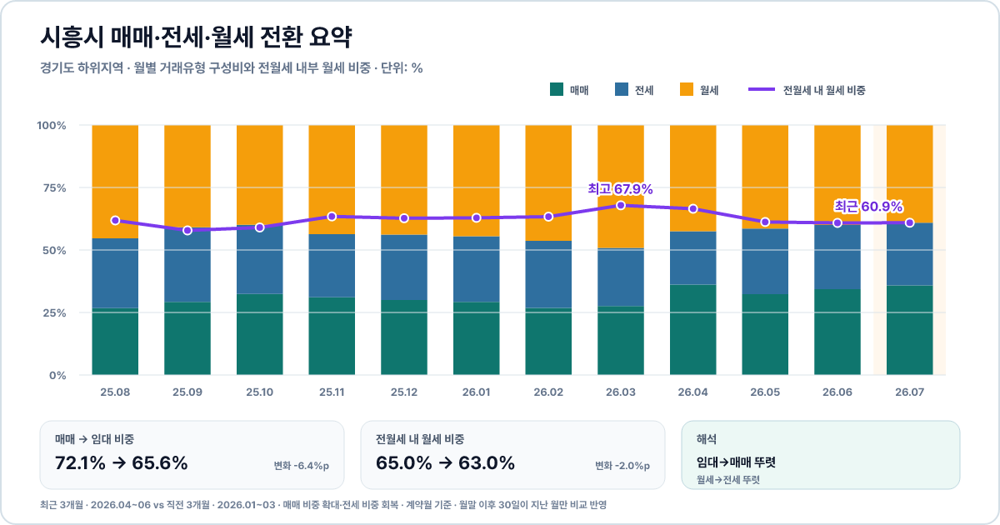 시흥시 매매·전세·월세 전환 요약
경기도 하위지역 · 월별 거래유형 구성비와 전월세 내부 월세 비중 · 단위: %
매매 전세 월세 전월세 내 월세 비중
100%
75%
50%
25%
0%
최고 67.9%
최근 60.9%
25.08 25.09 25.10 25.11 25.12 26.01 26.02 26.03 26.04 26.05 26.06 26.07
매매 → 임대 비중
72.1% → 65.6%
변화 -6.4%p
전월세 내 월세 비중
65.0% → 63.0%
변화 -2.0%p
해석
임대→매매 뚜렷
월세→전세 뚜렷
최근 3개월 · 2026.04~06 vs 직전 3개월 · 2026.01~03 · 매매 비중 확대·전세 비중 회복 · 계약월 기준 · 월말 이후 30일이 지난 월만 비교 반영